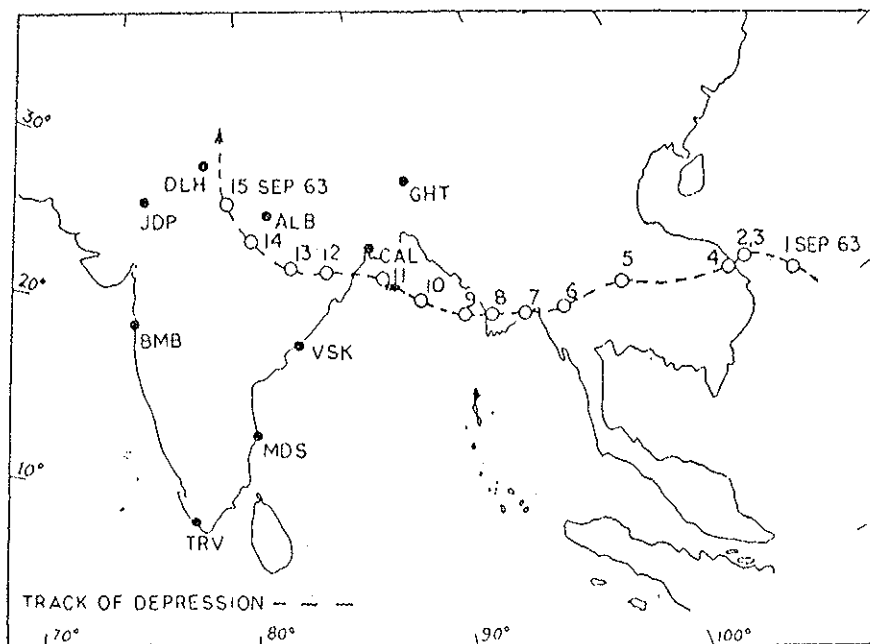 30°
DLH
15 SEP 63
GHT
JDP
ALB
14
2,3
1 SEP 63
13
12
CAL
5
4
20°
11
10
6
9
8
7
BMB
VSK
MDS
10°
TRV
TRACK OF DEPRESSION - - -
70°
80°
90°
100°